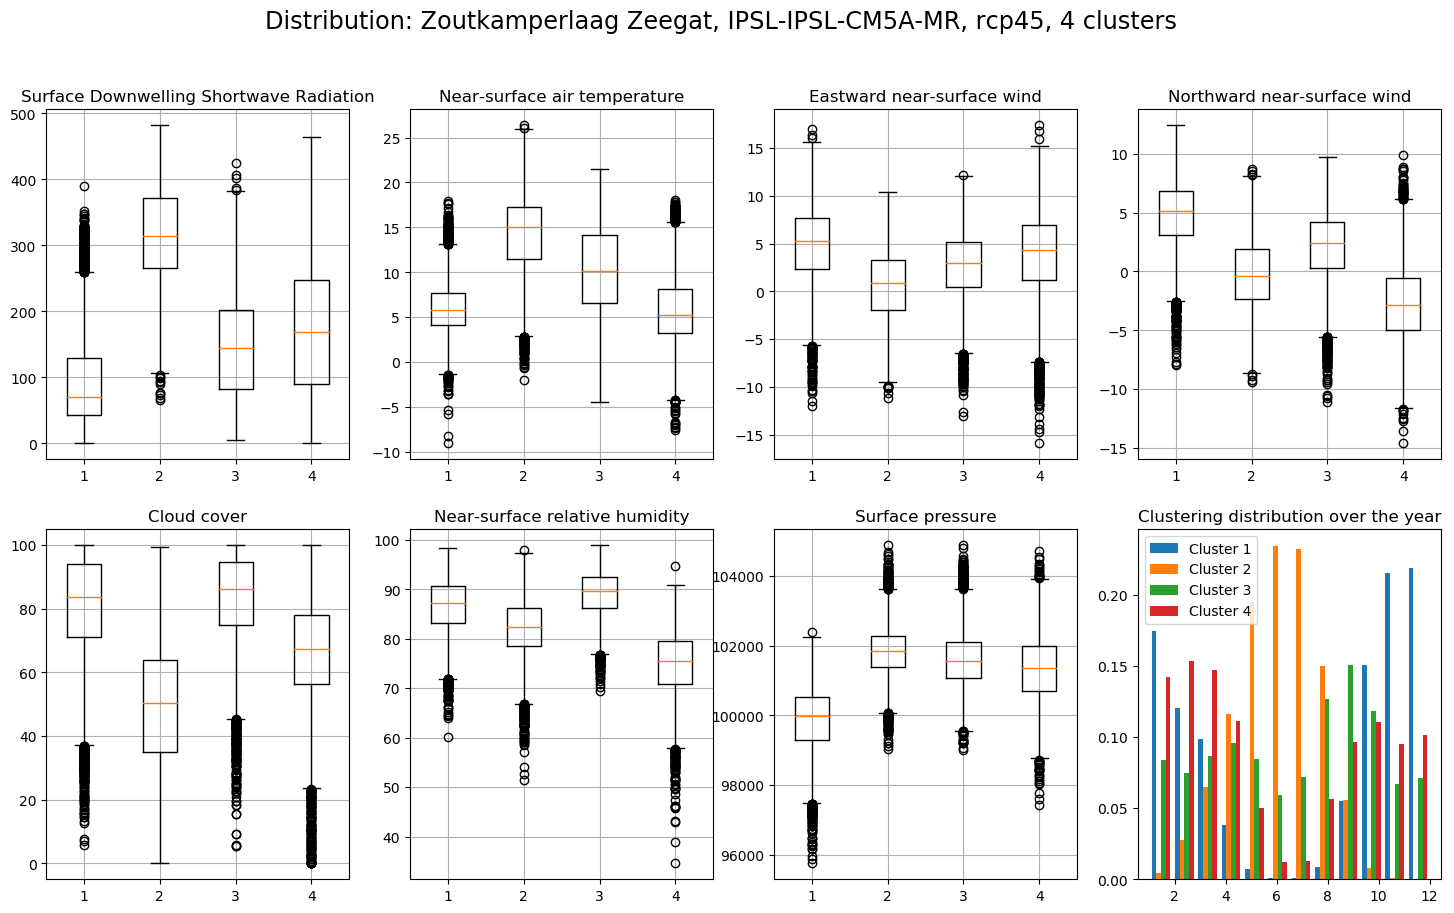 Distribution: Zoutkamperlaag Zeegat, IPSL-IPSL-CM5A-MR, rcp45, 4 clusters
Surface Downwelling Shortwave Radiation
500
400
300
200
100
0
1 2 3 4
Near-surface air temperature
25
20
15
10
5
0
−5
−10
1 2 3 4
Eastward near-surface wind
15
10
5
0
−5
−10
−15
1 2 3 4
Northward near-surface wind
10
5
0
−5
−10
−15
1 2 3 4
Cloud cover
100
80
60
40
20
0
1 2 3 4
Near-surface relative humidity
100
90
80
70
60
50
40
1 2 3 4
Surface pressure
104000
102000
100000
98000
96000
1 2 3 4
Clustering distribution over the year
Cluster 1
Cluster 2
Cluster 3
Cluster 4
0.20
0.15
0.10
0.05
0.00
2 4 6 8 10 12